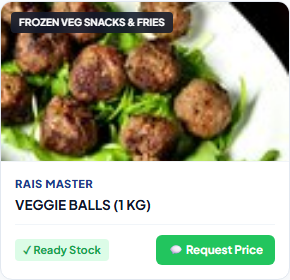 FROZEN VEG SNACKS & FRIES
RAIS MASTER
VEGGIE BALLS (1 KG)
✓ Ready Stock
Request Price